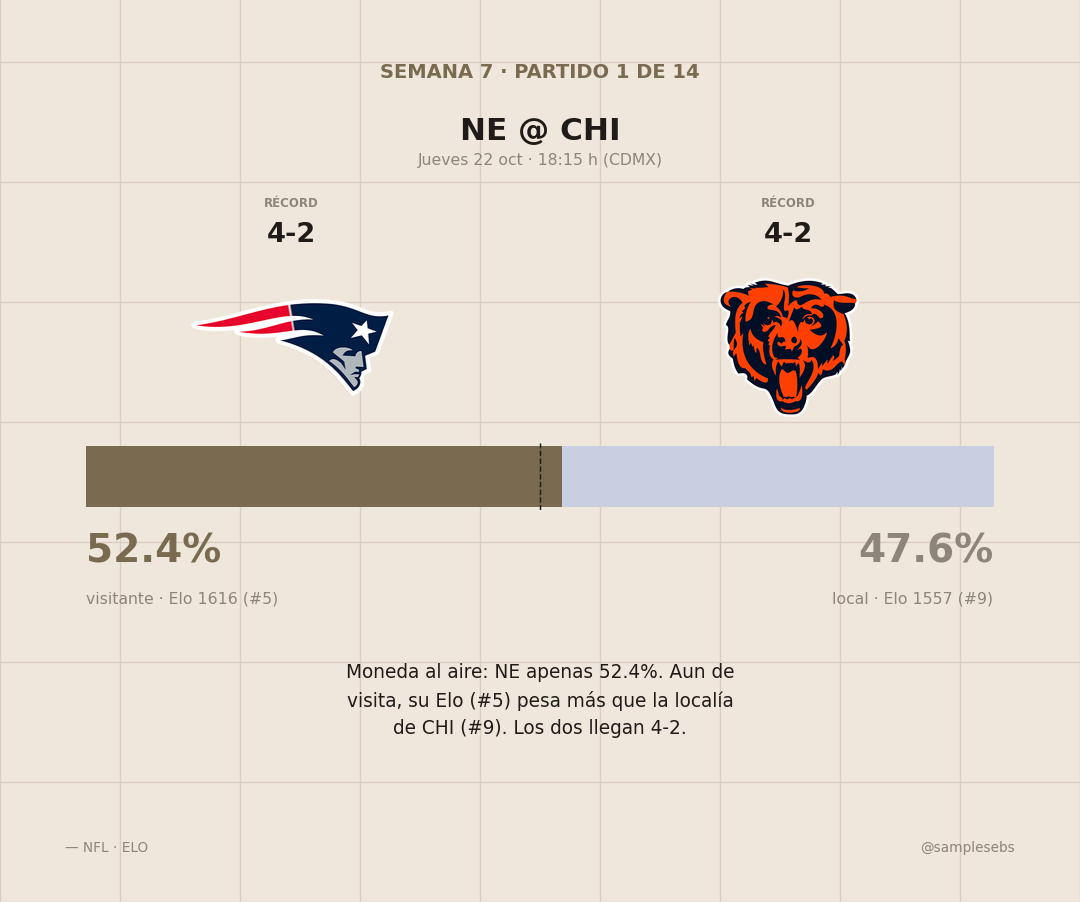 SEMANA 7 · PARTIDO 1 DE 14
NE @ CHI
Jueves 22 oct · 18:15 h (CDMX)
RÉCORD
4-2
RÉCORD
4-2
52.4%
47.6%
visitante · Elo 1616 (#5)
local · Elo 1557 (#9)
Moneda al aire: NE apenas 52.4%. Aun de
visita, su Elo (#5) pesa más que la localía
de CHI (#9). Los dos llegan 4-2.
— NFL · ELO
@samplesebs